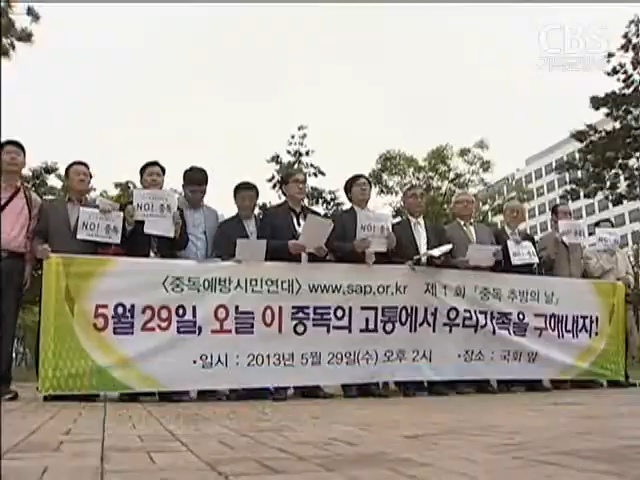 CBS
기독교방송
NO! 중독
NO! 중독
NO!
<중독예방시민연대> www.sap.or.kr 제 1 회 「중독 추방의 날」
5월 29일, 오늘 이 중독의 고통에서 우리가족을 구해내자!
•일시 : 2013년 5월 29일(수) 오후 2시 •장소 : 국회 앞